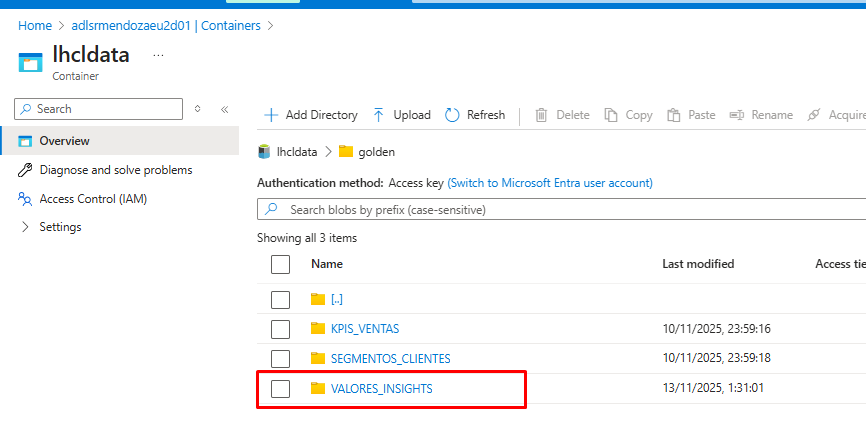 Home > adlsrmendozaeu2d01 | Containers >
lhcldata ...
Container
Search
Overview
Diagnose and solve problems
Access Control (IAM)
Settings
Add Directory Upload Refresh Delete Copy Paste Rename Acquire
lhcldata > golden
Authentication method: Access key (Switch to Microsoft Entra user account)
Search blobs by prefix (case-sensitive)
Showing all 3 items
Name Last modified Access tie
[..]
KPIS_VENTAS 10/11/2025, 23:59:16
SEGMENTOS_CLIENTES 10/11/2025, 23:59:18
VALORES_INSIGHTS 13/11/2025, 1:31:01